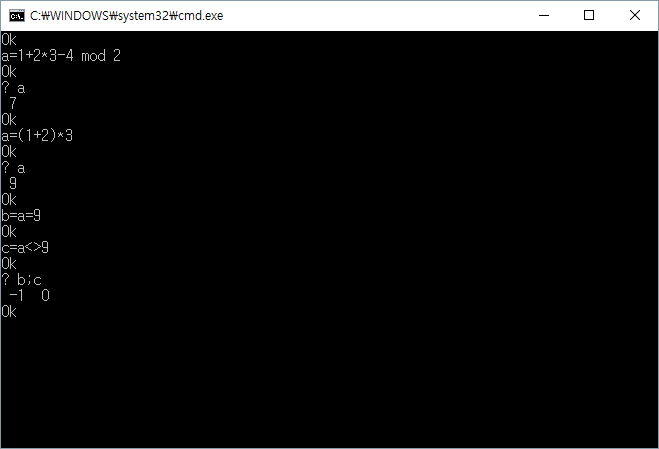 C:₩WINDOWS₩system32₩cmd.exe
Ok
a=1+2*3-4 mod 2
Ok
? a
 7
Ok
a=(1+2)*3
Ok
? a
 9
Ok
b=a=9
Ok
c=a<>9
Ok
? b;c
 -1  0
Ok